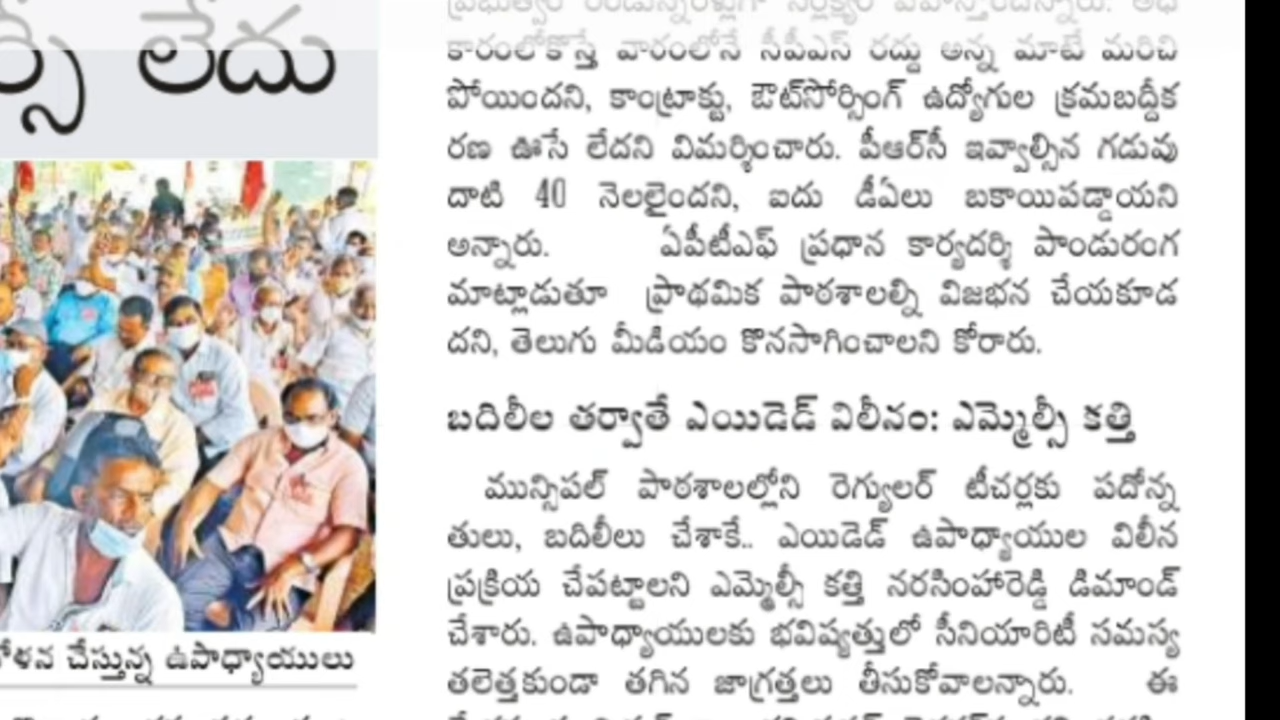 లేదు
కారంలోకొస్తే వారంలోనే సీపీఎస్ రద్దు అన్న మాటే మరిచి
పోయిందని, కాంట్రాక్టు, ఔట్‌సోర్సింగ్ ఉద్యోగుల క్రమబద్ధీక
రణ ఊసే లేదని విమర్శించారు. పీఆర్‌సీ ఇవ్వాల్సిన గడువు
దాటి 40 నెలలైందని, ఐదు డీఏలు బకాయిపడ్డాయని
అన్నారు. ఏపీటీఎఫ్ ప్రధాన కార్యదర్శి పాండురంగ
మాట్లాడుతూ ప్రాథమిక పాఠశాలల్ని విజభన చేయకూడ
దని, తెలుగు మీడియం కొనసాగించాలని కోరారు.
బదిలీల తర్వాతే ఎయిడెడ్ విలీనం: ఎమ్మెల్సీ కత్తి
మున్సిపల్ పాఠశాలల్లోని రెగ్యులర్ టీచర్లకు పదోన్న
తులు, బదిలీలు చేశాకే.. ఎయిడెడ్ ఉపాధ్యాయుల విలీన
ప్రక్రియ చేపట్టాలని ఎమ్మెల్సీ కత్తి నరసింహారెడ్డి డిమాండ్
చేశారు. ఉపాధ్యాయులకు భవిష్యత్తులో సీనియారిటీ సమస్య
తలెత్తకుండా తగిన జాగ్రత్తలు తీసుకోవాలన్నారు. ఈ
చేస్తున్న ఉపాధ్యాయులు